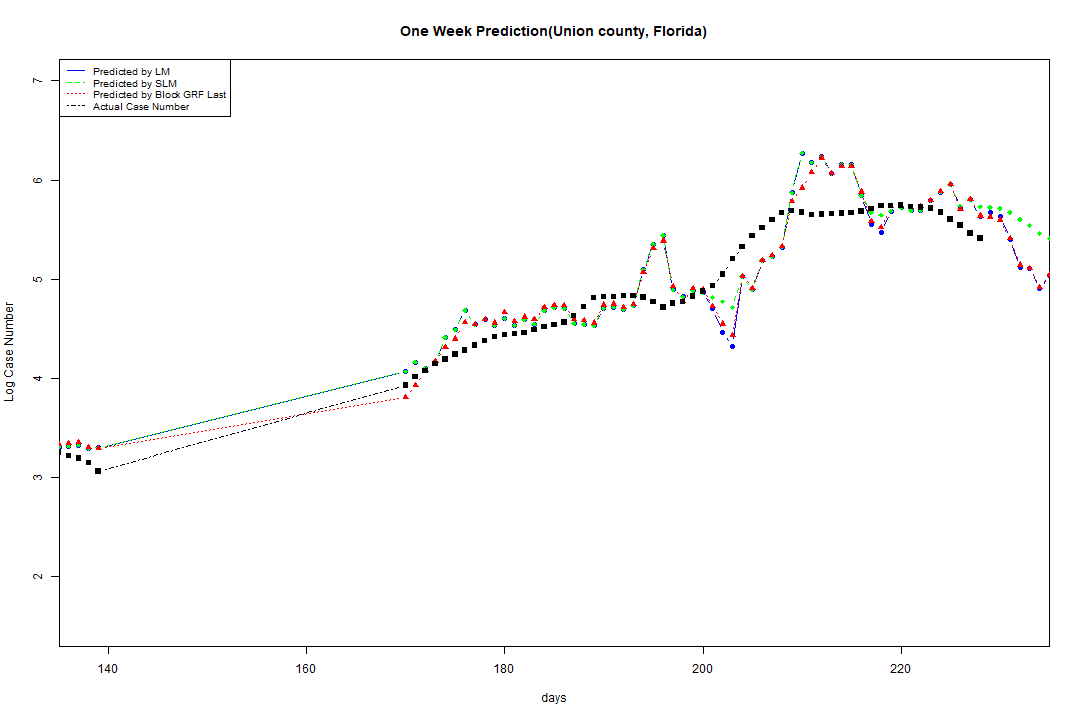 One Week Prediction(Union county, Florida)
Predicted by LM
Predicted by SLM
Predicted by Block GRF Last
Actual Case Number
7
6
5
4
3
2
Log Case Number
140 160 180 200 220
days